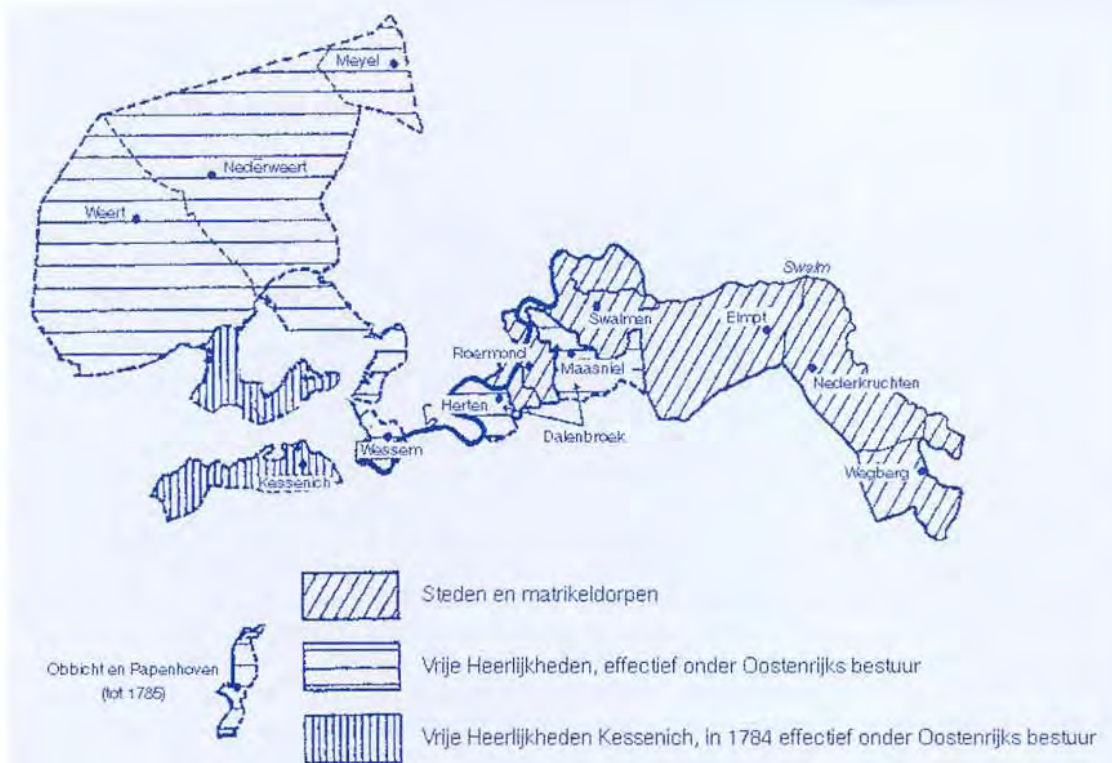 Meyel
Nederweert
Weert
Swalm
Swalmen
Elmpt
Roermond
Maasniel
Nederkruchten
Herten
Dalenbroek
Wessem
Wegberg
Kessenich
Steden en matrikeldorpen
Obbicht en Papenhoven
(tot 1785)
Vrije Heerlijkheden, effectief onder Oostenrijks bestuur
Vrije Heerlijkheden Kessenich, in 1784 effectief onder Oostenrijks bestuur